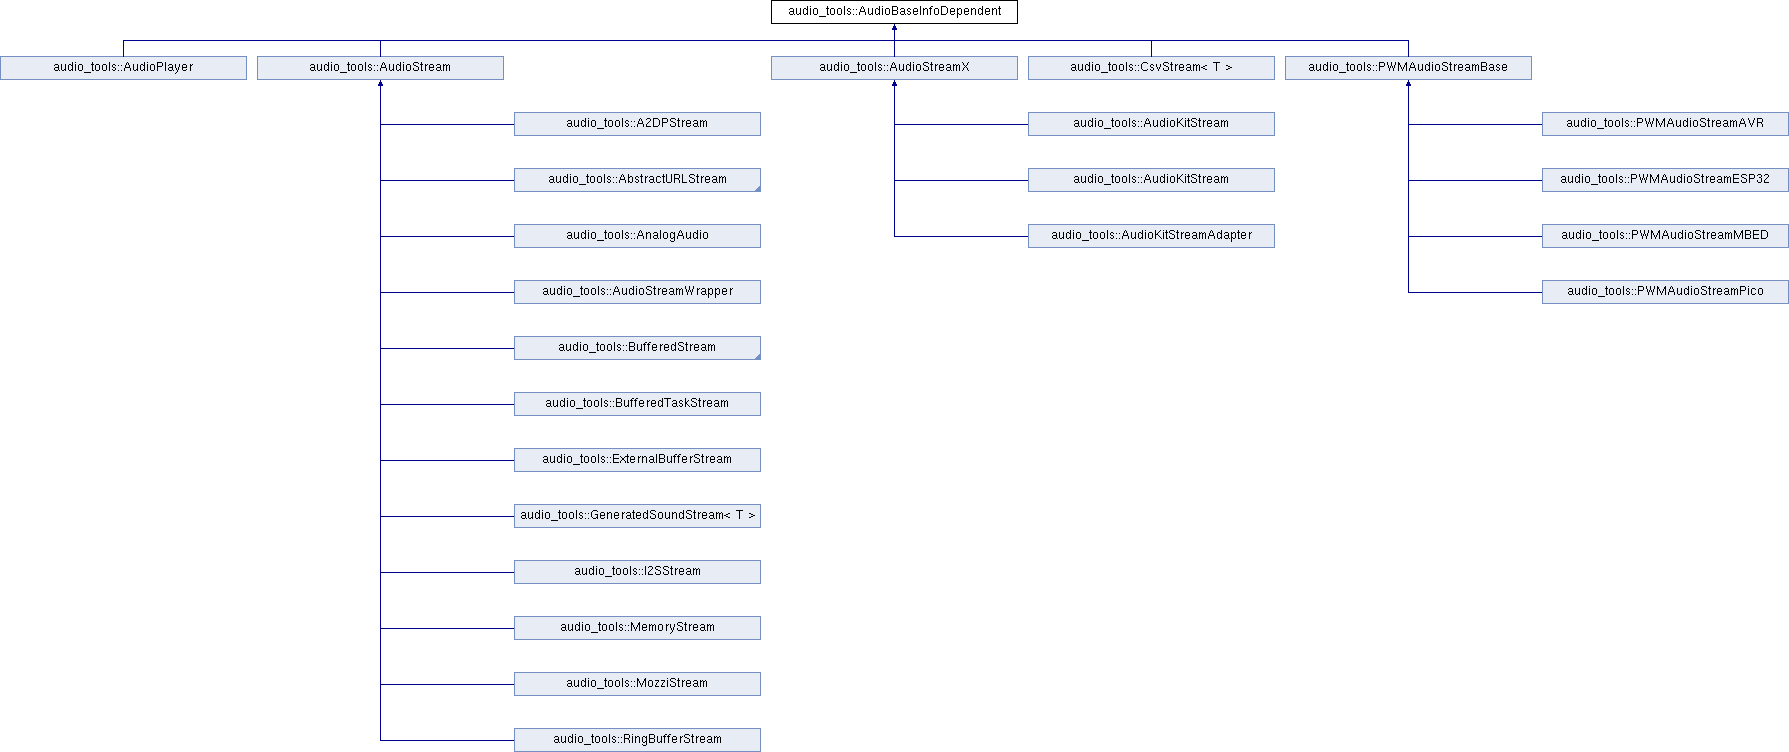 audio_tools::AudioBaseInfoDependent
audio_tools::AudioPlayer
audio_tools::AudioStream
audio_tools::AudioStreamX
audio_tools::CsvStream< T >
audio_tools::PWMAudioStreamBase
audio_tools::A2DPStream
audio_tools::AudioKitStream
audio_tools::PWMAudioStreamAVR
audio_tools::AbstractURLStream
audio_tools::AudioKitStream
audio_tools::PWMAudioStreamESP32
audio_tools::AnalogAudio
audio_tools::AudioKitStreamAdapter
audio_tools::PWMAudioStreamMBED
audio_tools::AudioStreamWrapper
audio_tools::PWMAudioStreamPico
audio_tools::BufferedStream
audio_tools::BufferedTaskStream
audio_tools::ExternalBufferStream
audio_tools::GeneratedSoundStream< T >
audio_tools::I2SStream
audio_tools::MemoryStream
audio_tools::MozziStream
audio_tools::RingBufferStream